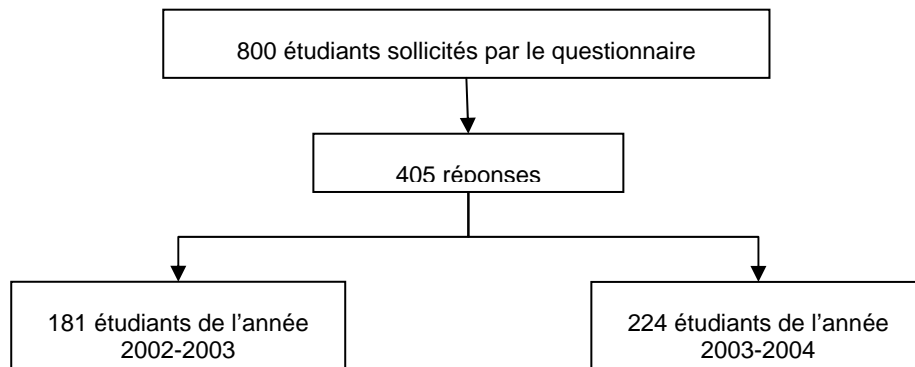 800 étudiants sollicités par le questionnaire
405 réponses
181 étudiants de l’année
2002-2003
224 étudiants de l’année
2003-2004